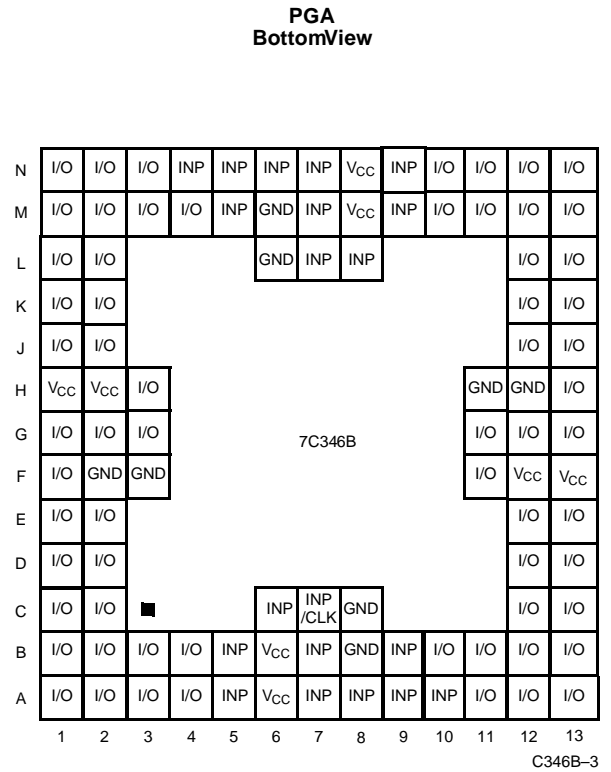 PGA
BottomView
N I/O I/O I/O INP INP INP INP VCC INP I/O I/O I/O I/O
M I/O I/O I/O I/O INP GND INP VCC INP I/O I/O I/O I/O
L I/O I/O GND INP INP I/O I/O
K I/O I/O I/O I/O
J I/O I/O I/O I/O
H VCC VCC I/O GND GND I/O
G I/O I/O I/O 7C346B I/O I/O I/O
F I/O GND GND I/O VCC VCC
E I/O I/O I/O I/O
D I/O I/O I/O I/O
C I/O I/O INP INP /CLK GND I/O I/O
B I/O I/O I/O I/O INP VCC INP GND INP I/O I/O I/O I/O
A I/O I/O I/O I/O INP VCC INP INP INP INP I/O I/O I/O
1 2 3 4 5 6 7 8 9 10 11 12 13
C346B–3